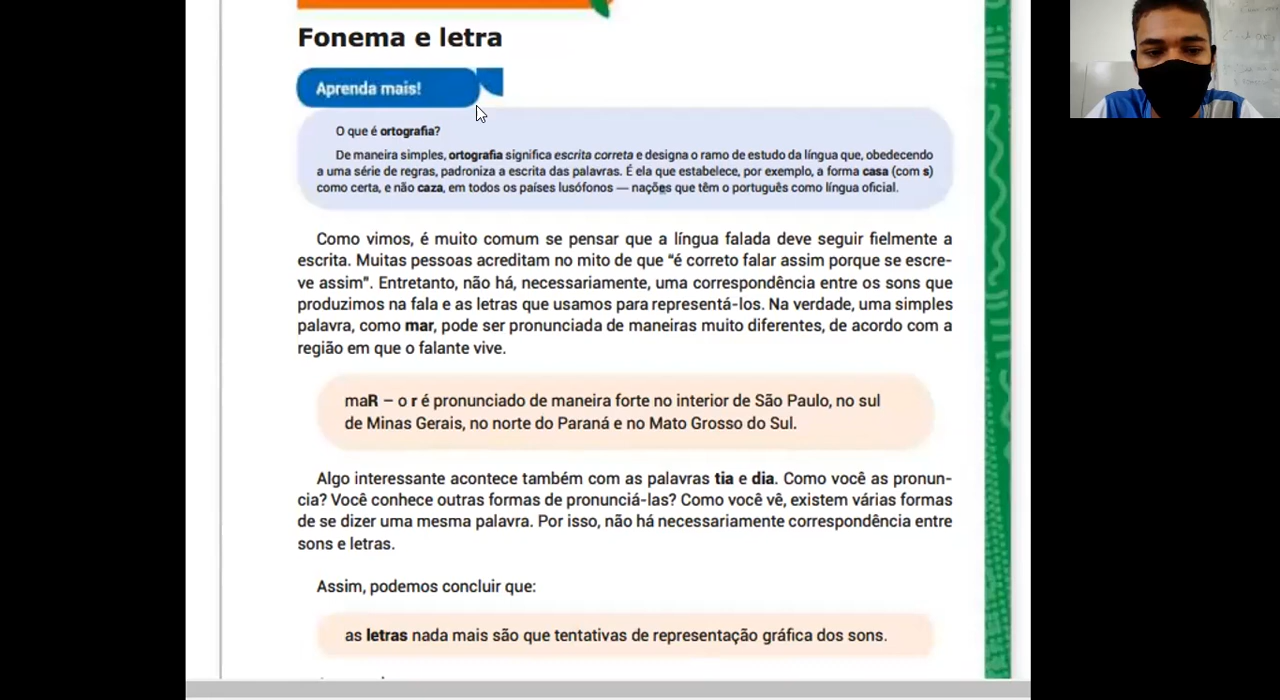 Fonema e letra
Aprenda mais!
O que é ortografia?
De maneira simples, ortografia significa escrita correta e designa o ramo de estudo da língua que, obedecendo
a uma série de regras, padroniza a escrita das palavras. É ela que estabelece, por exemplo, a forma casa (com s)
como certa, e não caza, em todos os países lusófonos — nações que têm o português como língua oficial.
Como vimos, é muito comum se pensar que a língua falada deve seguir fielmente a
escrita. Muitas pessoas acreditam no mito de que “é correto falar assim porque se escre-
ve assim”. Entretanto, não há, necessariamente, uma correspondência entre os sons que
produzimos na fala e as letras que usamos para representá-los. Na verdade, uma simples
palavra, como mar, pode ser pronunciada de maneiras muito diferentes, de acordo com a
região em que o falante vive.
maR – o r é pronunciado de maneira forte no interior de São Paulo, no sul
de Minas Gerais, no norte do Paraná e no Mato Grosso do Sul.
Algo interessante acontece também com as palavras tia e dia. Como você as pronun-
cia? Você conhece outras formas de pronunciá-las? Como você vê, existem várias formas
de se dizer uma mesma palavra. Por isso, não há necessariamente correspondência entre
sons e letras.
Assim, podemos concluir que:
as letras nada mais são que tentativas de representação gráfica dos sons.